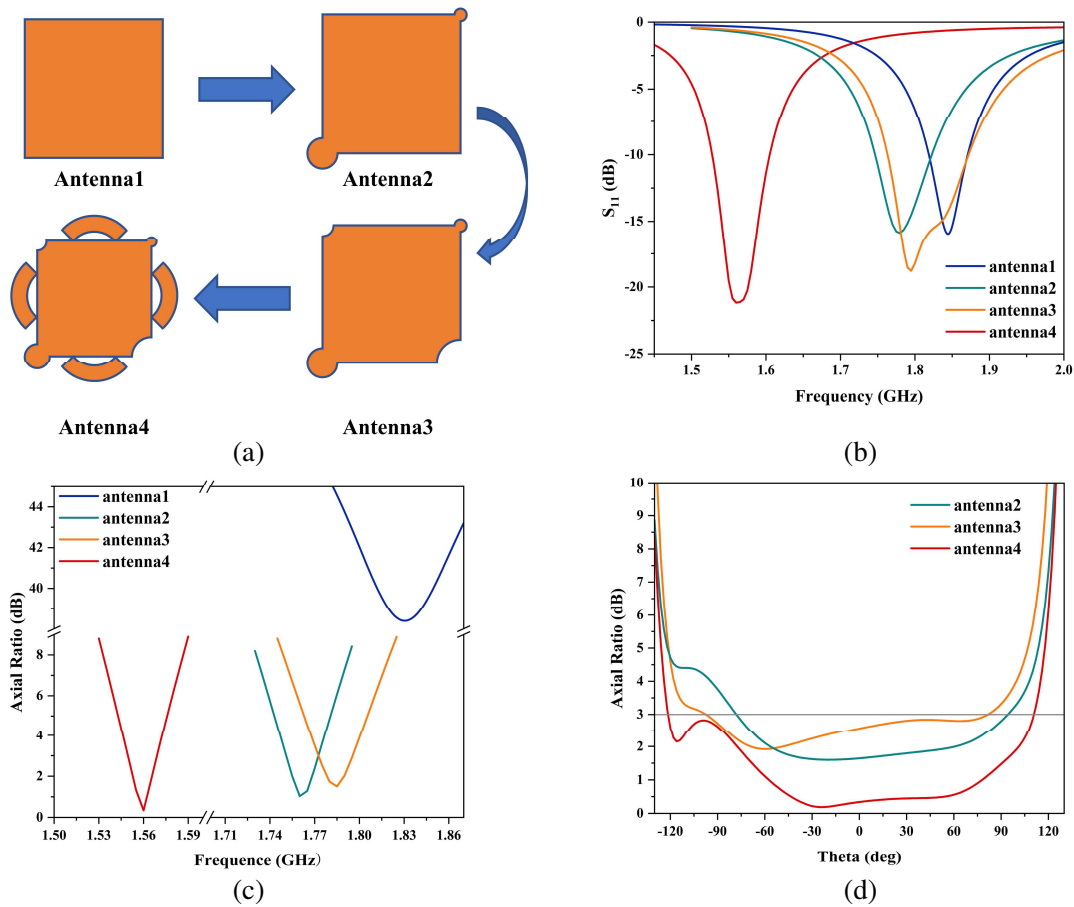 Antenna1
Antenna2
Antenna4
Antenna3
(a)
0
-5
-10
-15
-20
-25
S11 (dB)
antenna1
antenna2
antenna3
antenna4
1.5 1.6 1.7 1.8 1.9 2.0
Frequency (GHz)
(b)
44
42
40
8
6
4
2
0
Axial Ratio (dB)
antenna1
antenna2
antenna3
antenna4
1.50 1.53 1.56 1.59 1.71 1.74 1.77 1.80 1.83 1.86
Frequence (GHz)
(c)
10
9
8
7
6
5
4
3
2
1
0
Axial Ratio (dB)
antenna2
antenna3
antenna4
-120 -90 -60 -30 0 30 60 90 120
Theta (deg)
(d)